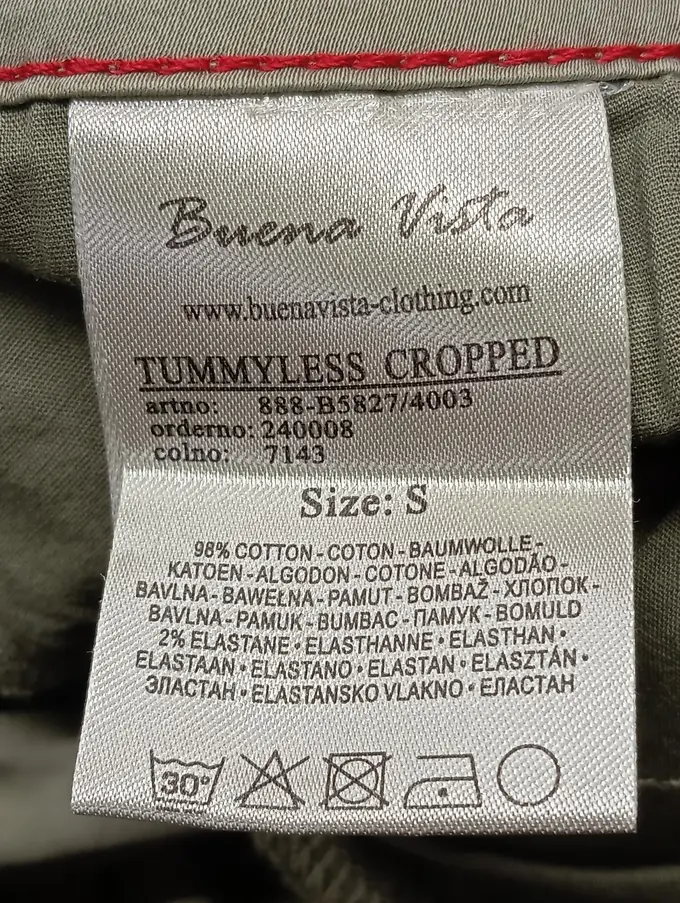 Buena Vista
www.buenavista-clothing.com
TUMMYLESS CROPPED
artno: 888-B5827/4003
orderno: 240008
colno: 7143
Size: S
98% COTTON - COTON - BAUMWOLLE -
KATOEN - ALGODON - COTONE - ALGODÃO -
BAVLNA - BAWEŁNA - PAMUT - BOMBAŽ - ХЛОПОК -
BAVLNA - PAMUK - BUMBAC - ПАМУК - BOMULD
2% ELASTANE • ELASTHANNE • ELASTHAN •
ELASTAAN • ELASTANO • ELASTAN • ELASZTÁN •
ЭЛАСТАН • ELASTANSKO VLAKNO • ЕЛАСТАН
30°